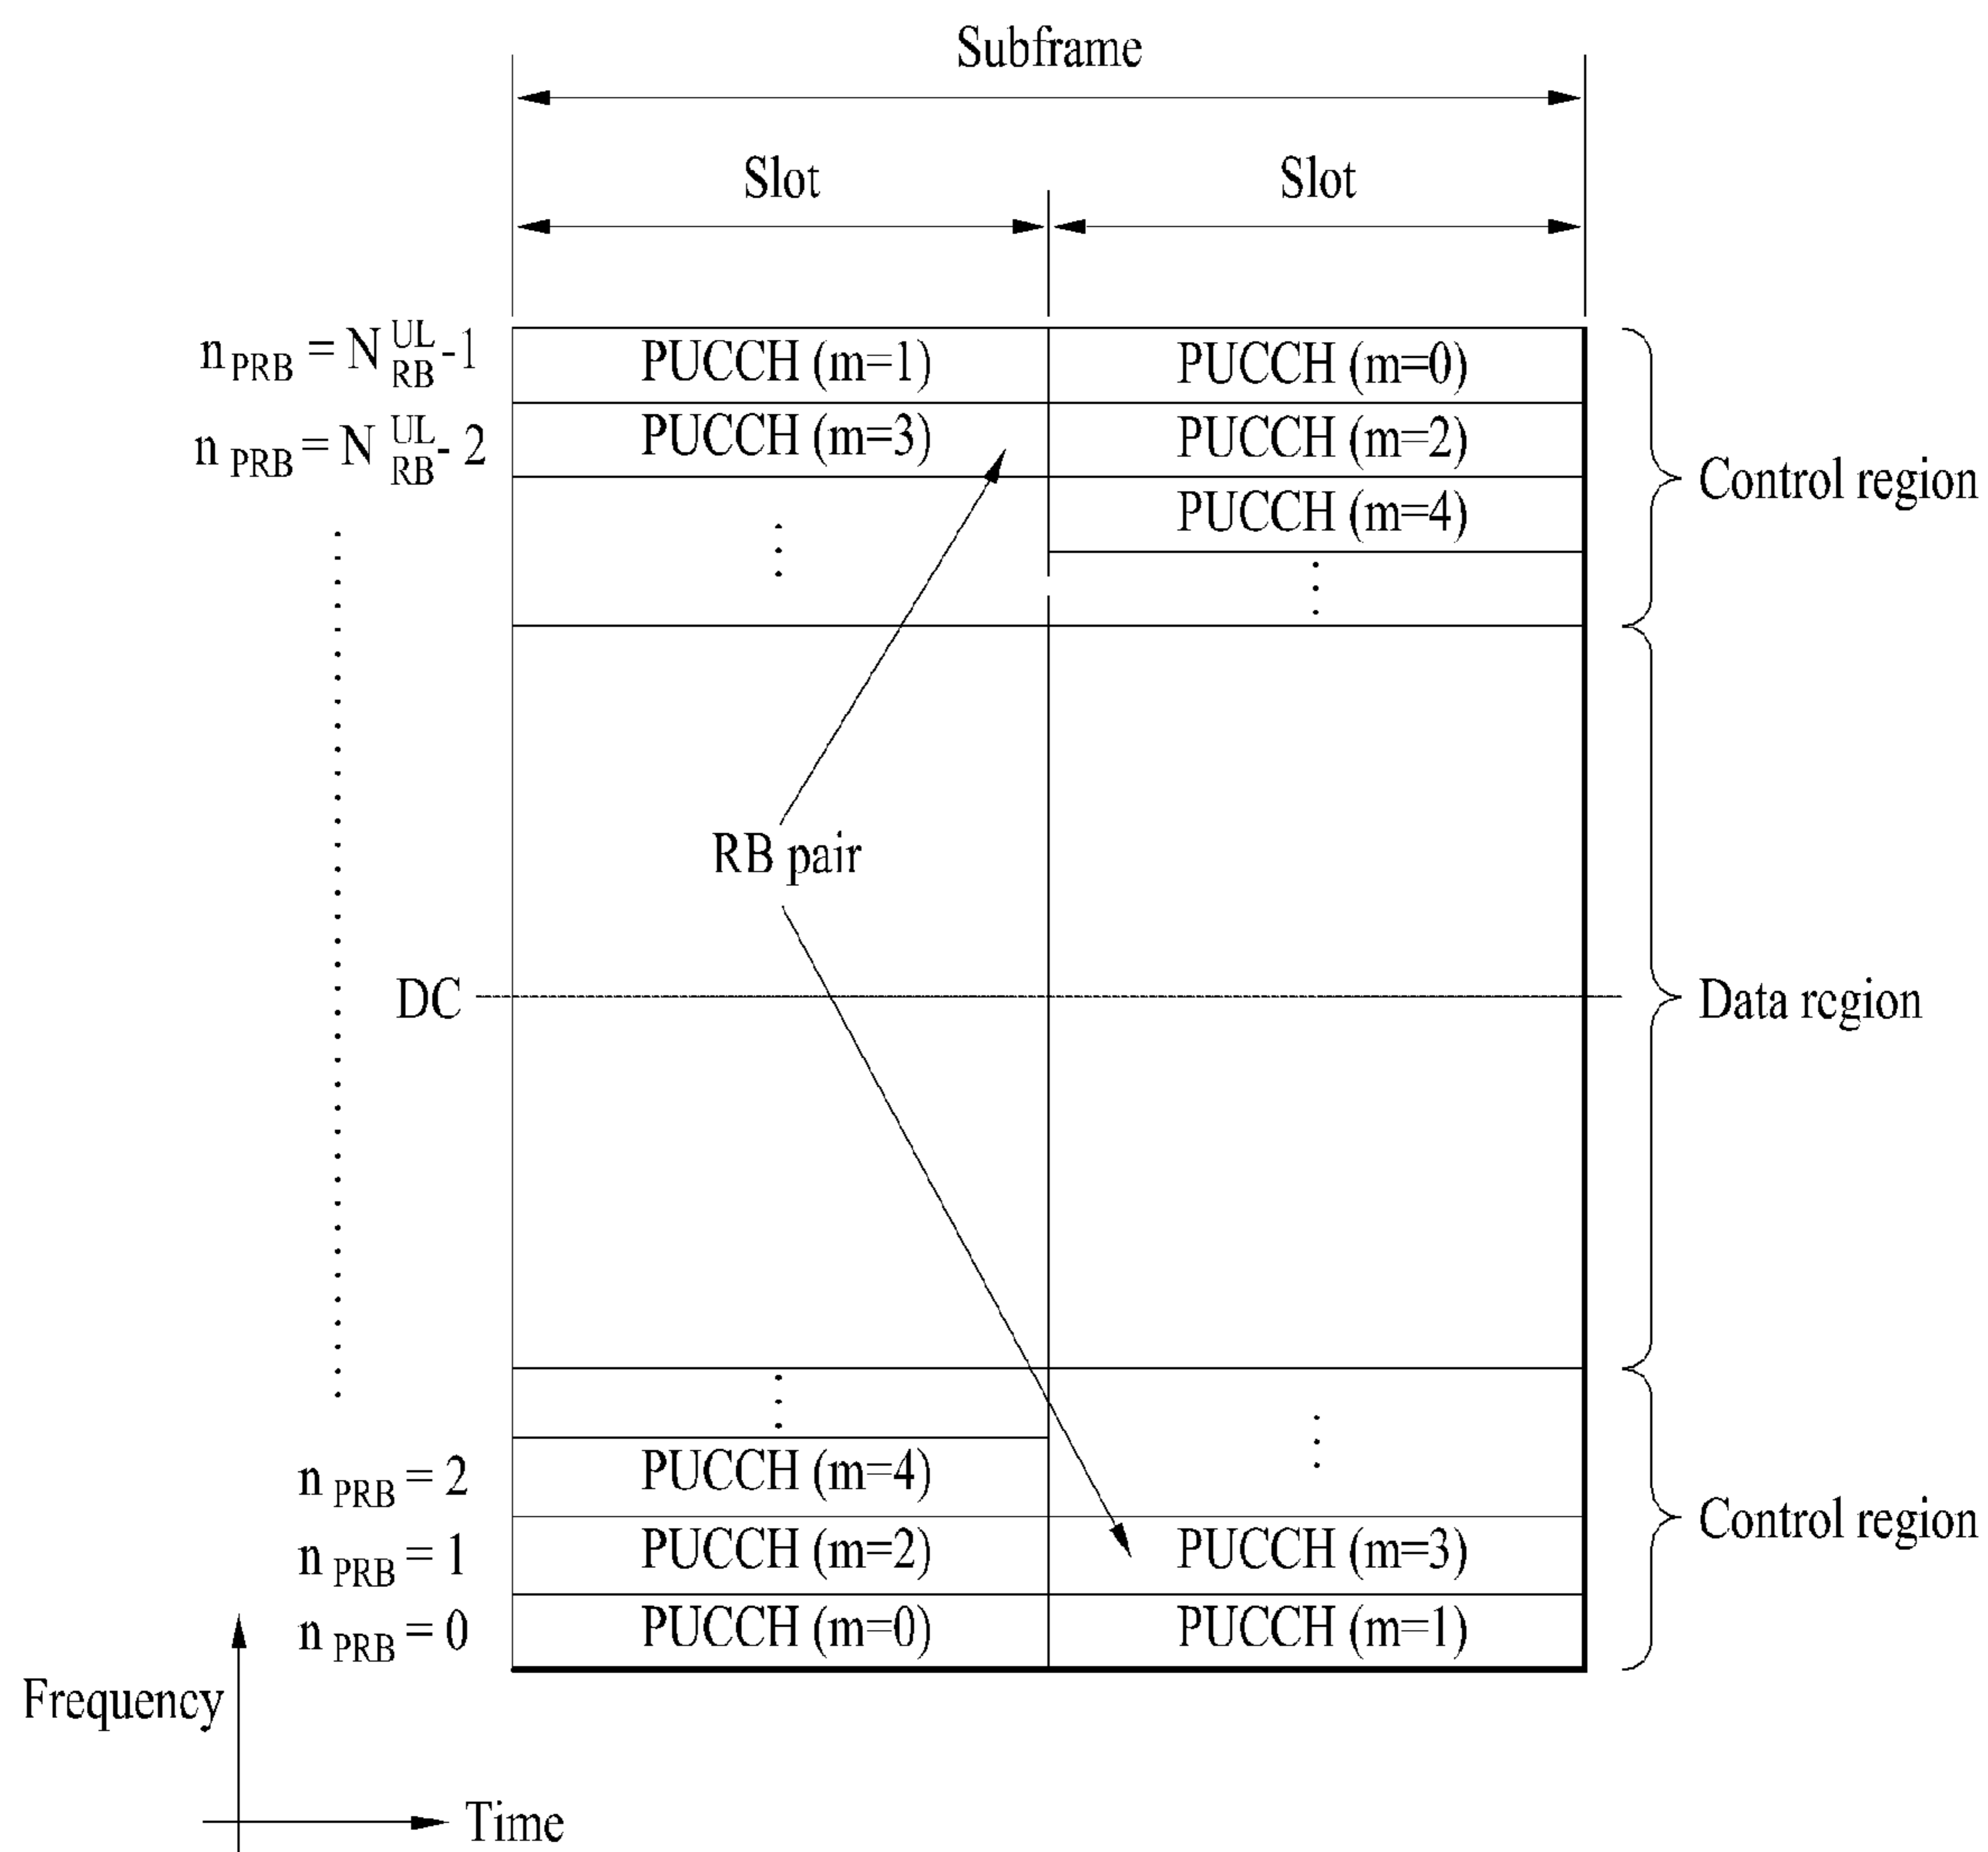 Subframe
Slot Slot
n PRB = N UL RB -1 PUCCH (m=1) PUCCH (m=0)
n PRB = N UL RB - 2 PUCCH (m=3) PUCCH (m=2)
Control region
PUCCH (m=4)
RB pair
DC
Data region
PUCCH (m=4)
n PRB = 2
Control region
n PRB = 1 PUCCH (m=2) PUCCH (m=3)
n PRB = 0 PUCCH (m=0) PUCCH (m=1)
Frequency
Time